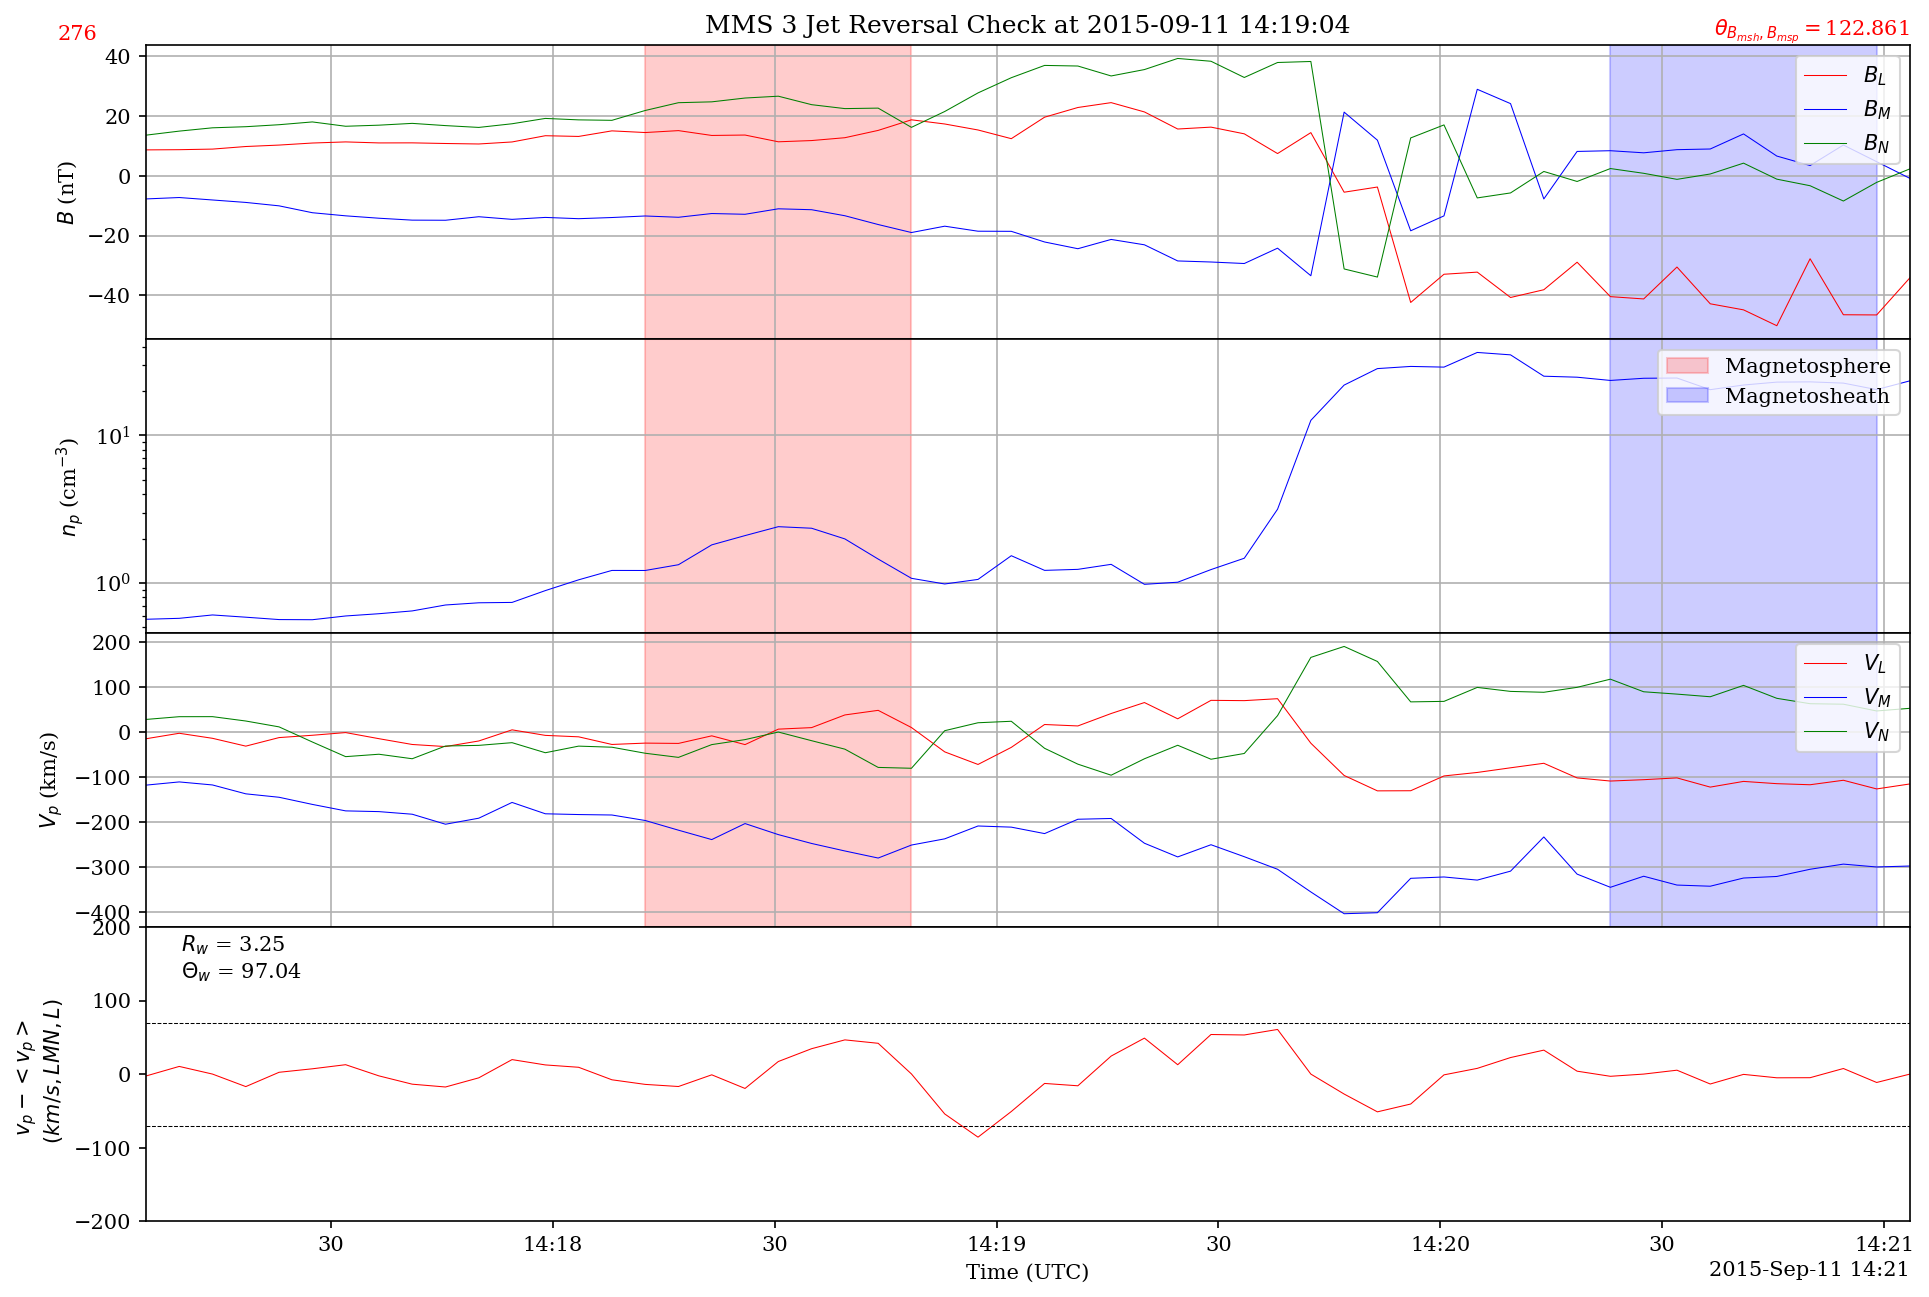 MMS 3 Jet Reversal Check at 2015-09-11 14:19:04
276
θ_{B_{msh}, B_{msp}} = 122.861
40
20
0
−20
−40
B (nT)
B_L
B_M
B_N
10^1
10^0
n_p (cm^{−3})
Magnetosphere
Magnetosheath
200
100
0
−100
−200
−300
−400
V_p (km/s)
V_L
V_M
V_N
200
100
0
−100
−200
v_p − < v_p >
(km/s, LMN, L)
R_w = 3.25
Θ_w = 97.04
30 14:18 30 14:19 30 14:20 30 14:21
Time (UTC)
2015-Sep-11 14:21